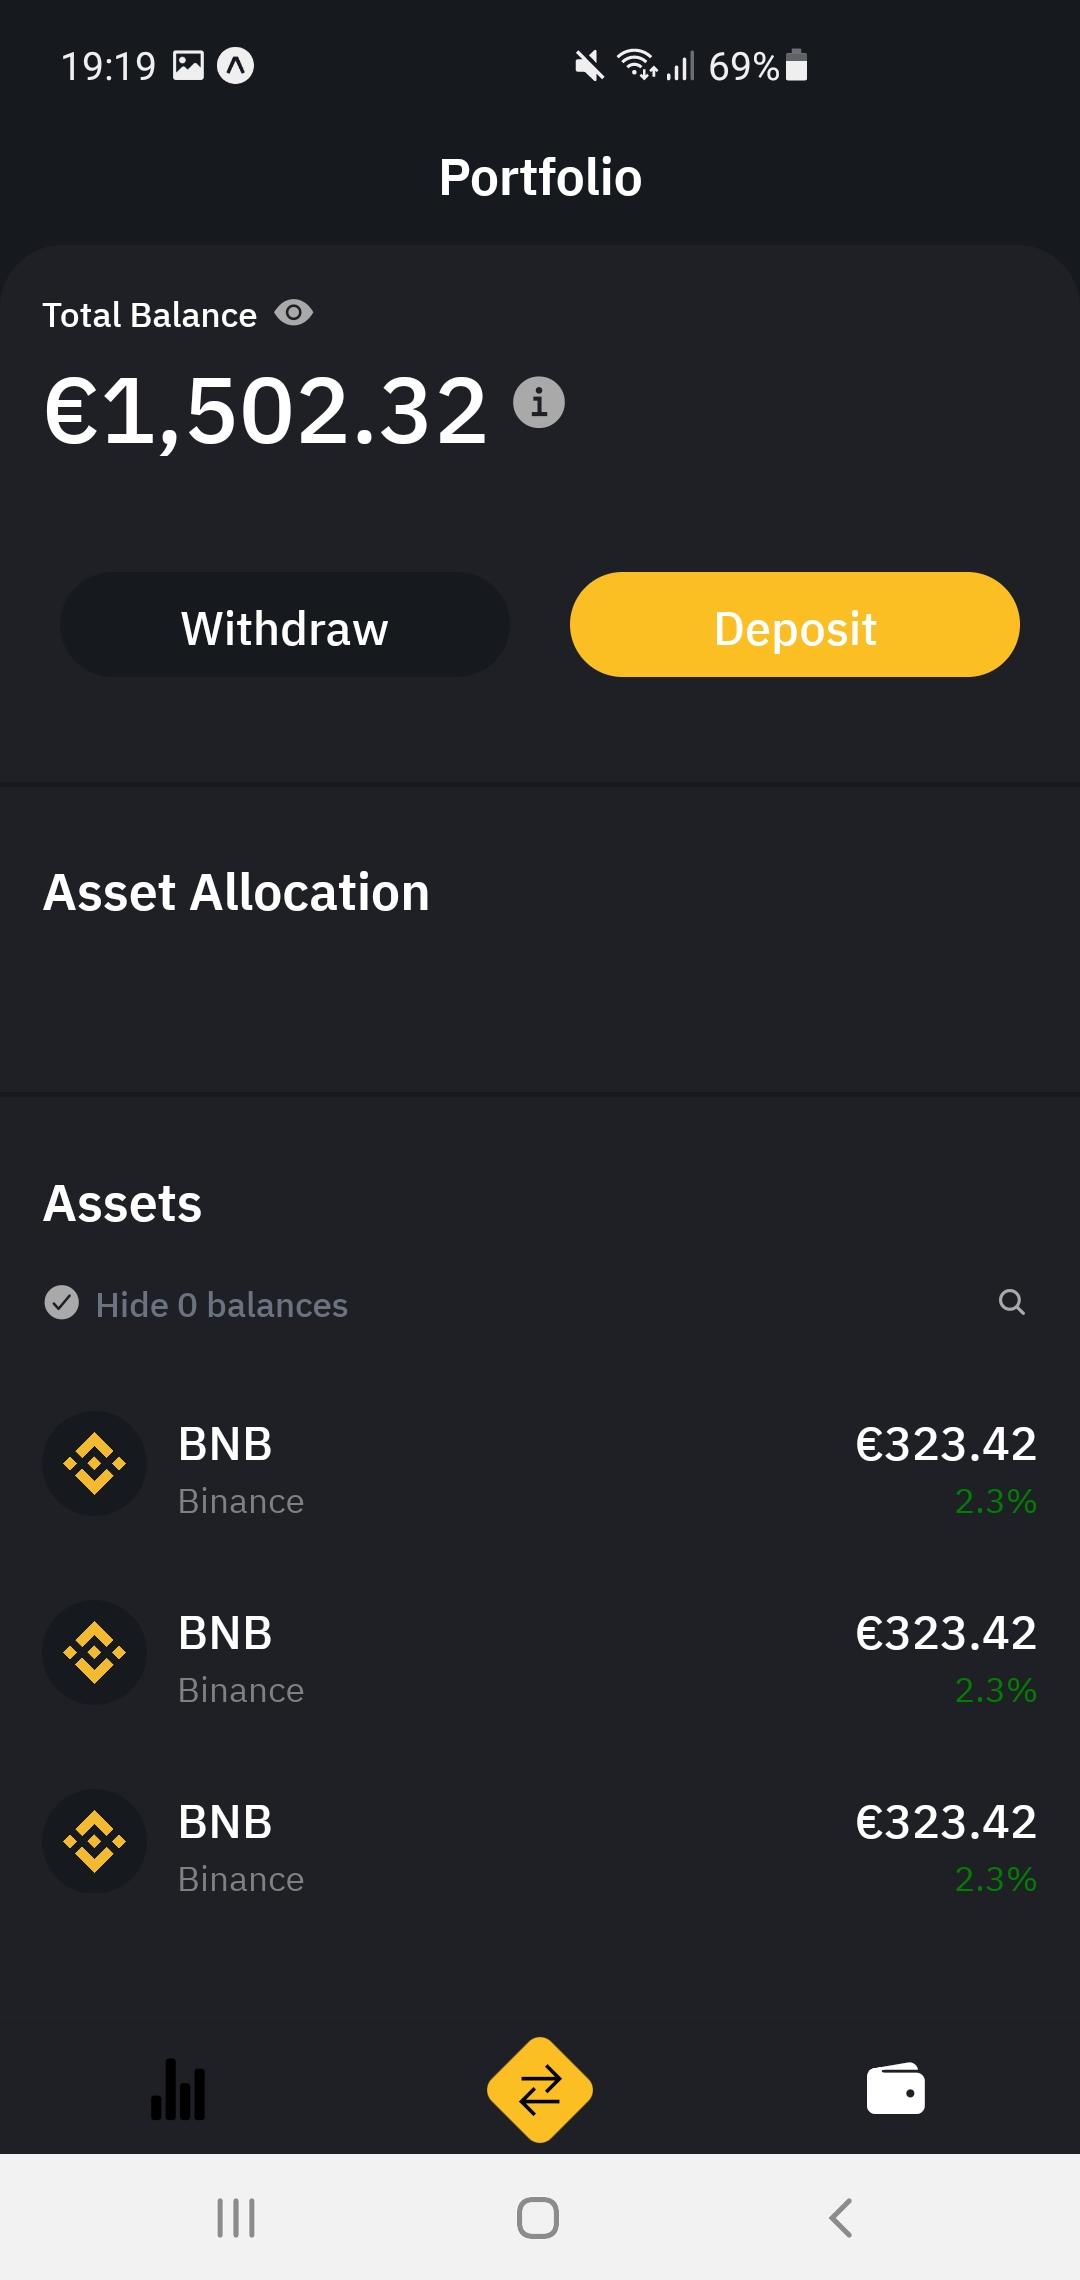 19:19 69%
Portfolio
Total Balance
€1,502.32
Withdraw Deposit
Asset Allocation
Assets
Hide 0 balances
BNB €323.42
Binance 2.3%
BNB €323.42
Binance 2.3%
BNB €323.42
Binance 2.3%